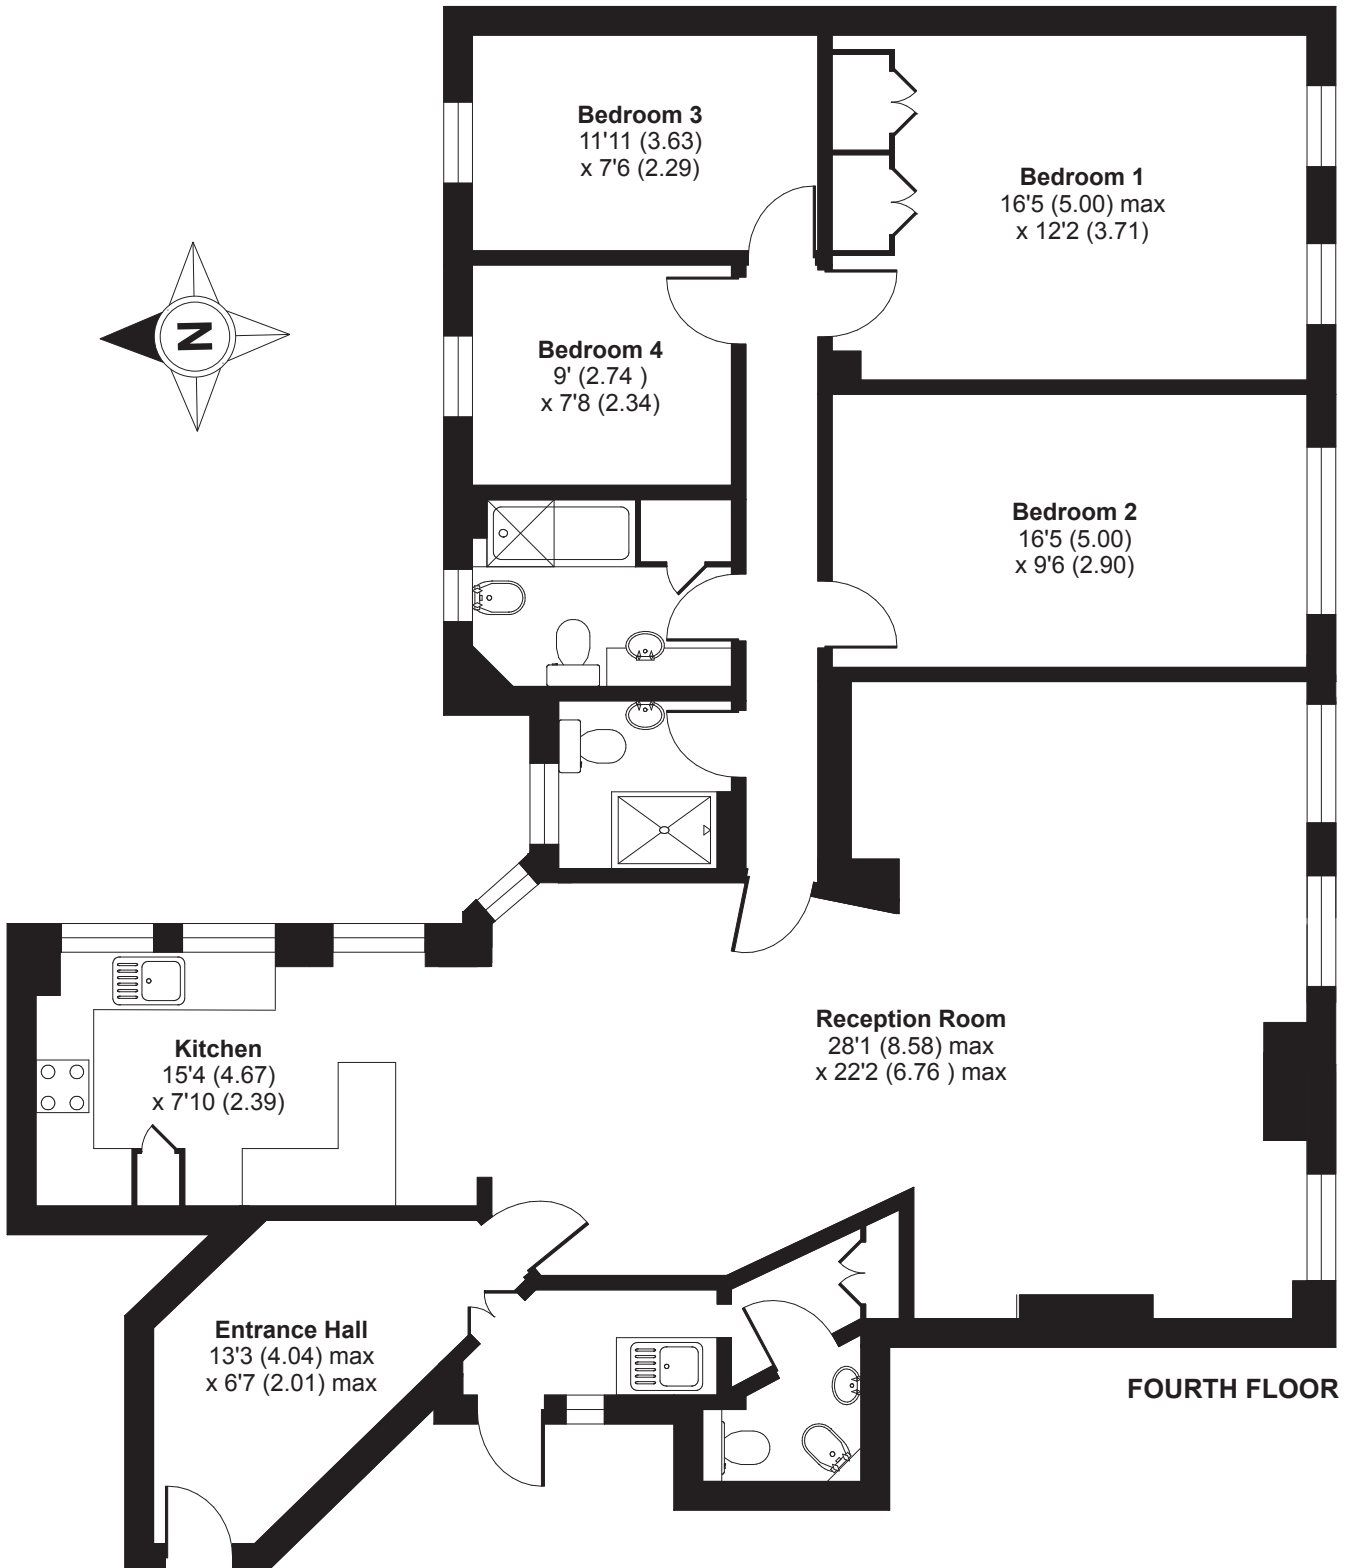 Bedroom 3
11'11 (3.63)
x 7'6 (2.29)
Bedroom 1
16'5 (5.00) max
x 12'2 (3.71)
N
Bedroom 4
9' (2.74 )
x 7'8 (2.34)
Bedroom 2
16'5 (5.00)
x 9'6 (2.90)
Reception Room
28'1 (8.58) max
x 22'2 (6.76 ) max
Kitchen
15'4 (4.67)
x 7'10 (2.39)
Entrance Hall
13'3 (4.04) max
x 6'7 (2.01) max
FOURTH FLOOR